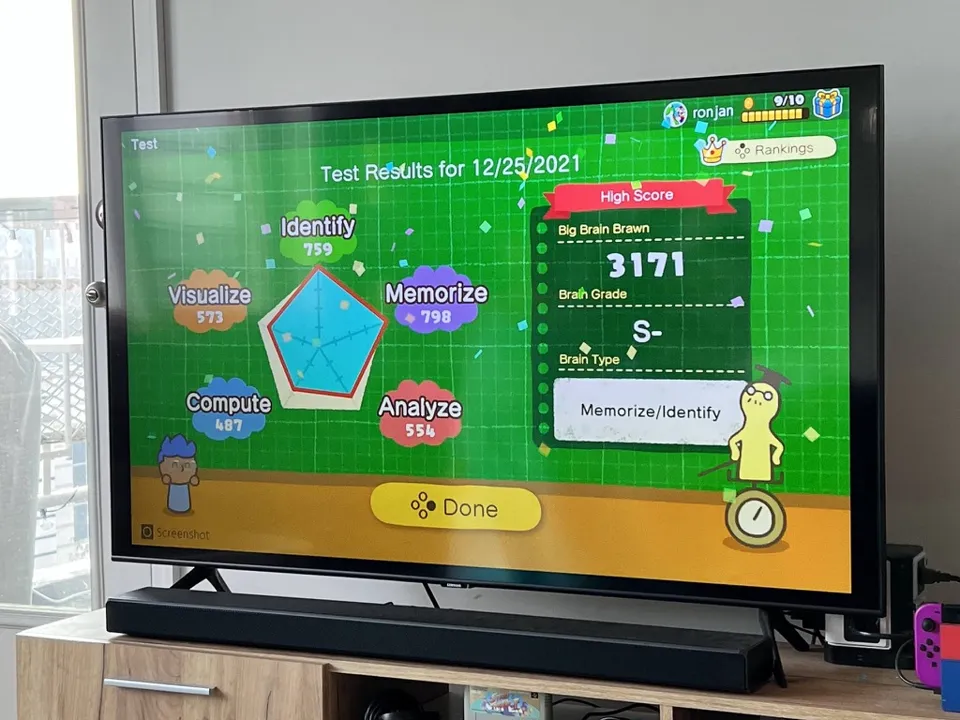 Test
ronjan
9/10
Rankings
Test Results for 12/25/2021
High Score
Identify
759
Big Brain Brawn
3171
Visualize
573
Memorize
798
Brain Grade
S-
Brain Type
Memorize/Identify
Compute
487
Analyze
554
Done
Screenshot
SAMSUNG